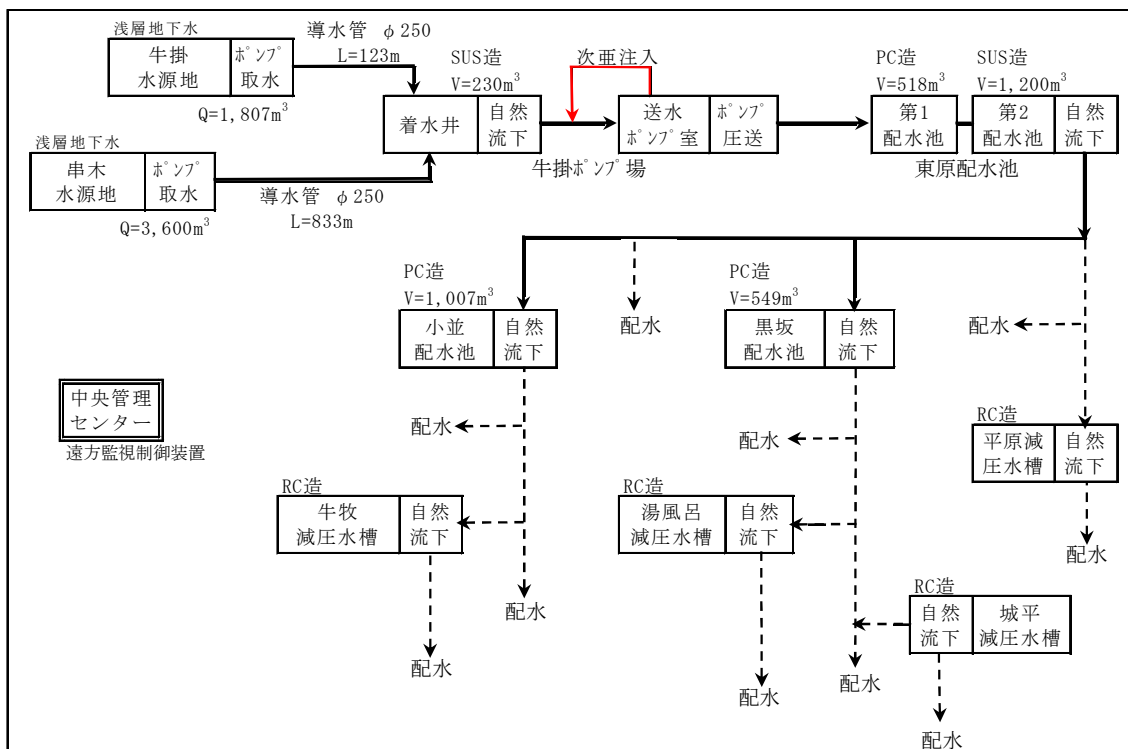 浅層地下水
牛掛
水源地
ﾎﾟﾝﾌﾟ
取水
Q=1,807m³
導水管 φ250
L=123m
浅層地下水
串木
水源地
ﾎﾟﾝﾌﾟ
取水
Q=3,600m³
導水管 φ250
L=833m
SUS造
V=230m³
着水井
自然
流下
次亜注入
送水
ﾎﾟﾝﾌﾟ室
ﾎﾟﾝﾌﾟ
圧送
牛掛ﾎﾟﾝﾌﾟ場
PC造
V=518m³
第1
配水池
SUS造
V=1,200m³
第2
配水池
自然
流下
東原配水池
PC造
V=1,007m³
小並
配水池
自然
流下
配水
PC造
V=549m³
黒坂
配水池
自然
流下
配水
中央管理
センター
遠方監視制御装置
配水
配水
RC造
平原減
圧水槽
自然
流下
RC造
牛牧
減圧水槽
自然
流下
RC造
湯風呂
減圧水槽
自然
流下
配水
配水
配水
RC造
自然
流下
城平
減圧水槽
配水
配水
配水
配水